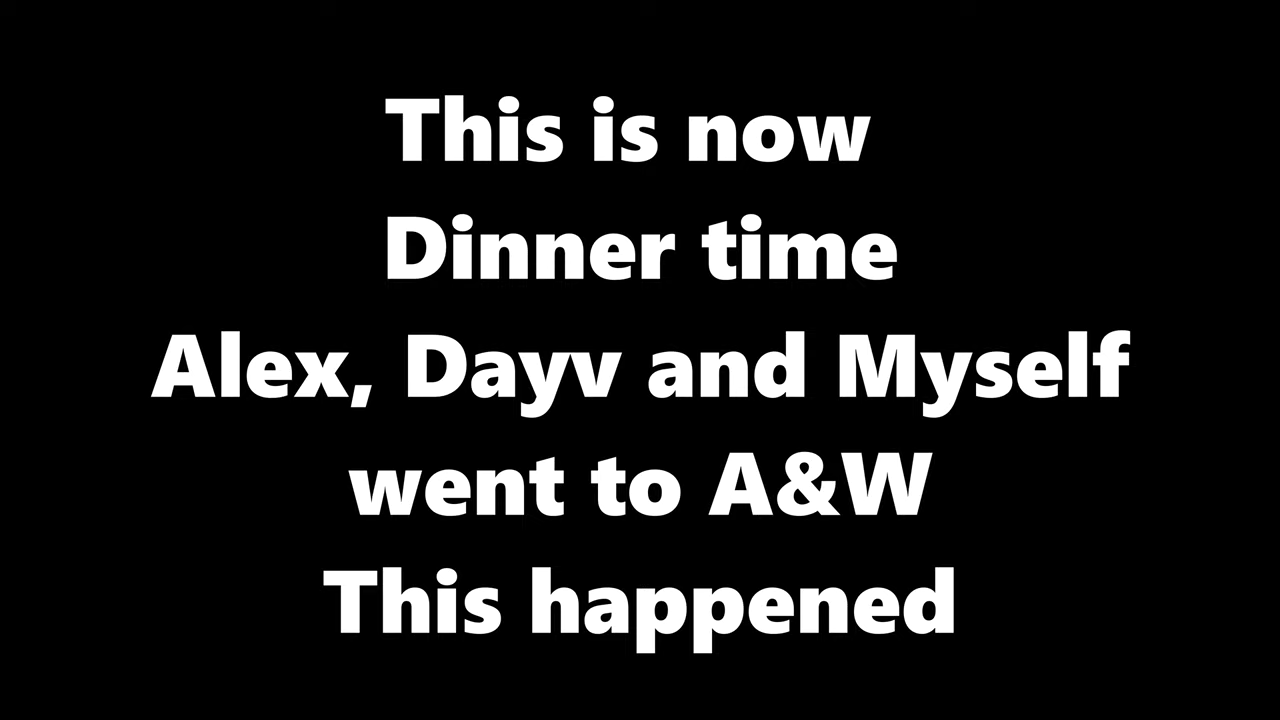 This is now
Dinner time
Alex, Dayv and Myself
went to A&W
This happened